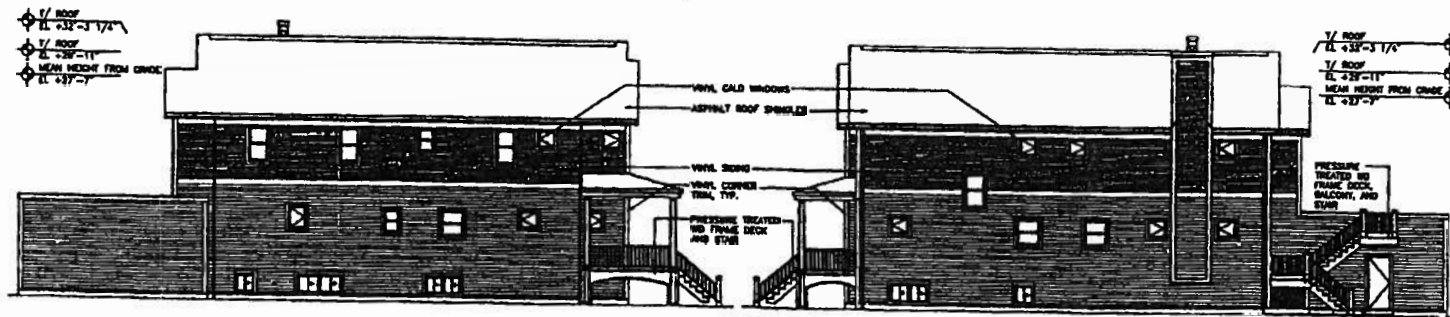 T/ ROOF
EL +32'-3 1/4"
T/ ROOF
EL +29'-11"
MEAN HEIGHT FROM GRADE
EL +27'-7"
VINYL CALD WINDOWS
ASPHALT ROOF SHINGLES
VINYL SIDING
VINYL CORNER
TRIM, TYP.
PRESSURE TREATED
WD FRAME DECK
AND STAIR
T/ ROOF
EL +32'-3 1/4"
T/ ROOF
EL +29'-11"
MEAN HEIGHT FROM GRADE
EL +27'-7"
PRESSURE
TREATED WD
FRAME DECK,
BALCONY, AND
STAIR